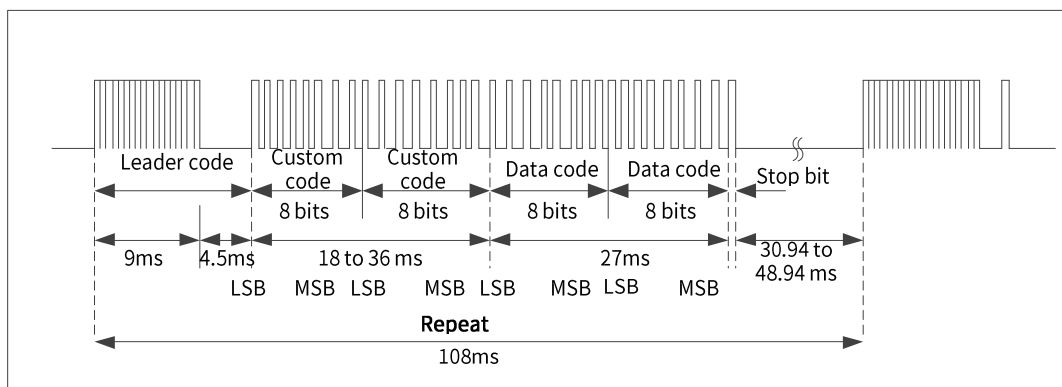 Leader code
Custom code
Custom code
Data code
Data code
Stop bit
8 bits
8 bits
8 bits
8 bits
9ms
4.5ms
18 to 36 ms
27ms
30.94 to 48.94 ms
LSB
MSB
LSB
MSB
LSB
MSB
LSB
MSB
Repeat
108ms